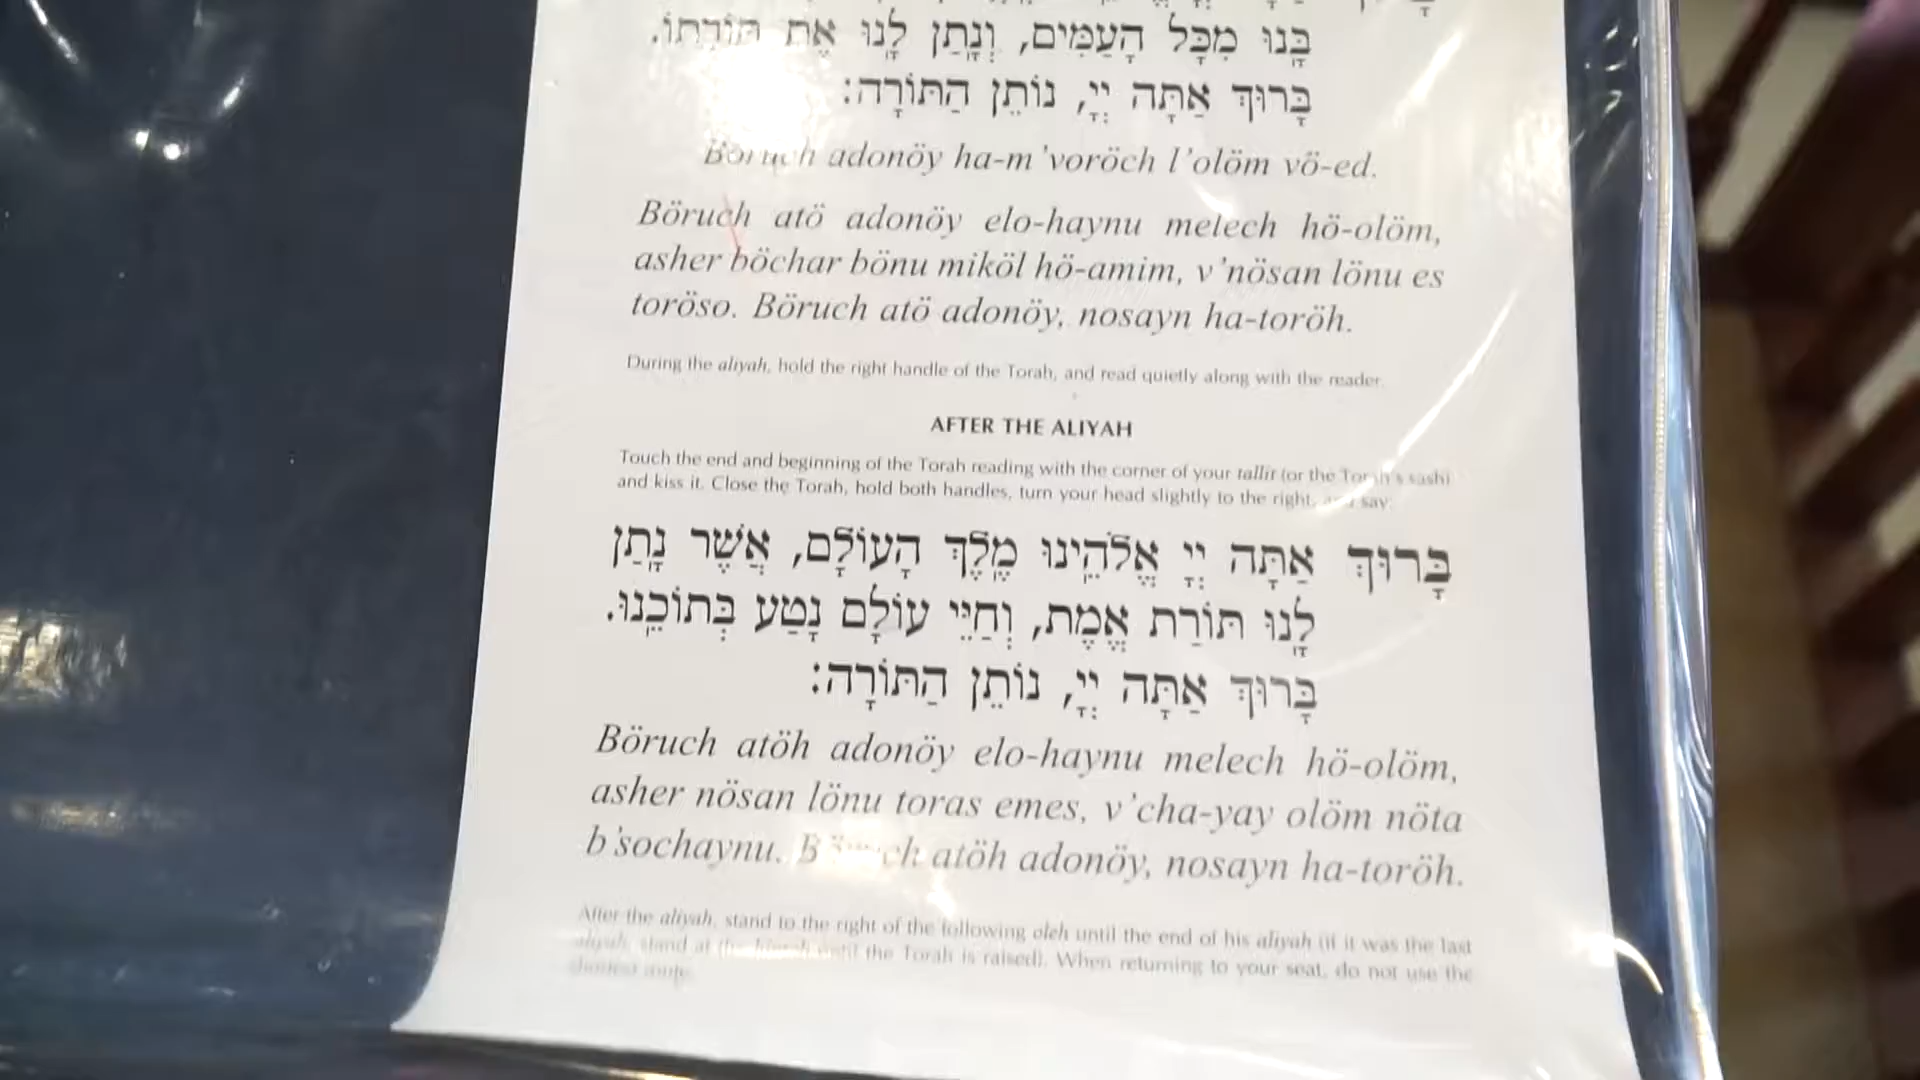 בָּנוּ מִכָּל הָעַמִּים, וְנָתַן לָנוּ אֶת תּוֹרָתוֹ.
בָּרוּךְ אַתָּה יְיָ, נוֹתֵן הַתּוֹרָה:
Böruch adonöy ha-m'voröch l'olöm vö-ed.
Böruch atö adonöy elo-haynu melech hö-olöm,
asher böchar bönu miköl hö-amim, v'nösan lönu es
toröso. Böruch atö adonöy, nosayn ha-toröh.
During the aliyah, hold the right handle of the Torah, and read quietly along with the reader.
AFTER THE ALIYAH
Touch the end and beginning of the Torah reading with the corner of your tallit (or the Torah's sash)
and kiss it. Close the Torah, hold both handles, turn your head slightly to the right, and say:
בָּרוּךְ אַתָּה יְיָ אֱלֹהֵינוּ מֶלֶךְ הָעוֹלָם, אֲשֶׁר נָתַן
לָנוּ תּוֹרַת אֱמֶת, וְחַיֵּי עוֹלָם נָטַע בְּתוֹכֵנוּ.
בָּרוּךְ אַתָּה יְיָ, נוֹתֵן הַתּוֹרָה:
Böruch atöh adonöy elo-haynu melech hö-olöm,
asher nösan lönu toras emes, v'cha-yay olöm nöta
b'sochaynu. Böruch atöh adonöy, nosayn ha-toröh.
After the aliyah, stand to the right of the following oleh until the end of his aliyah (if it was the last
aliyah, stand at the bimah until the Torah is raised). When returning to your seat, do not use the